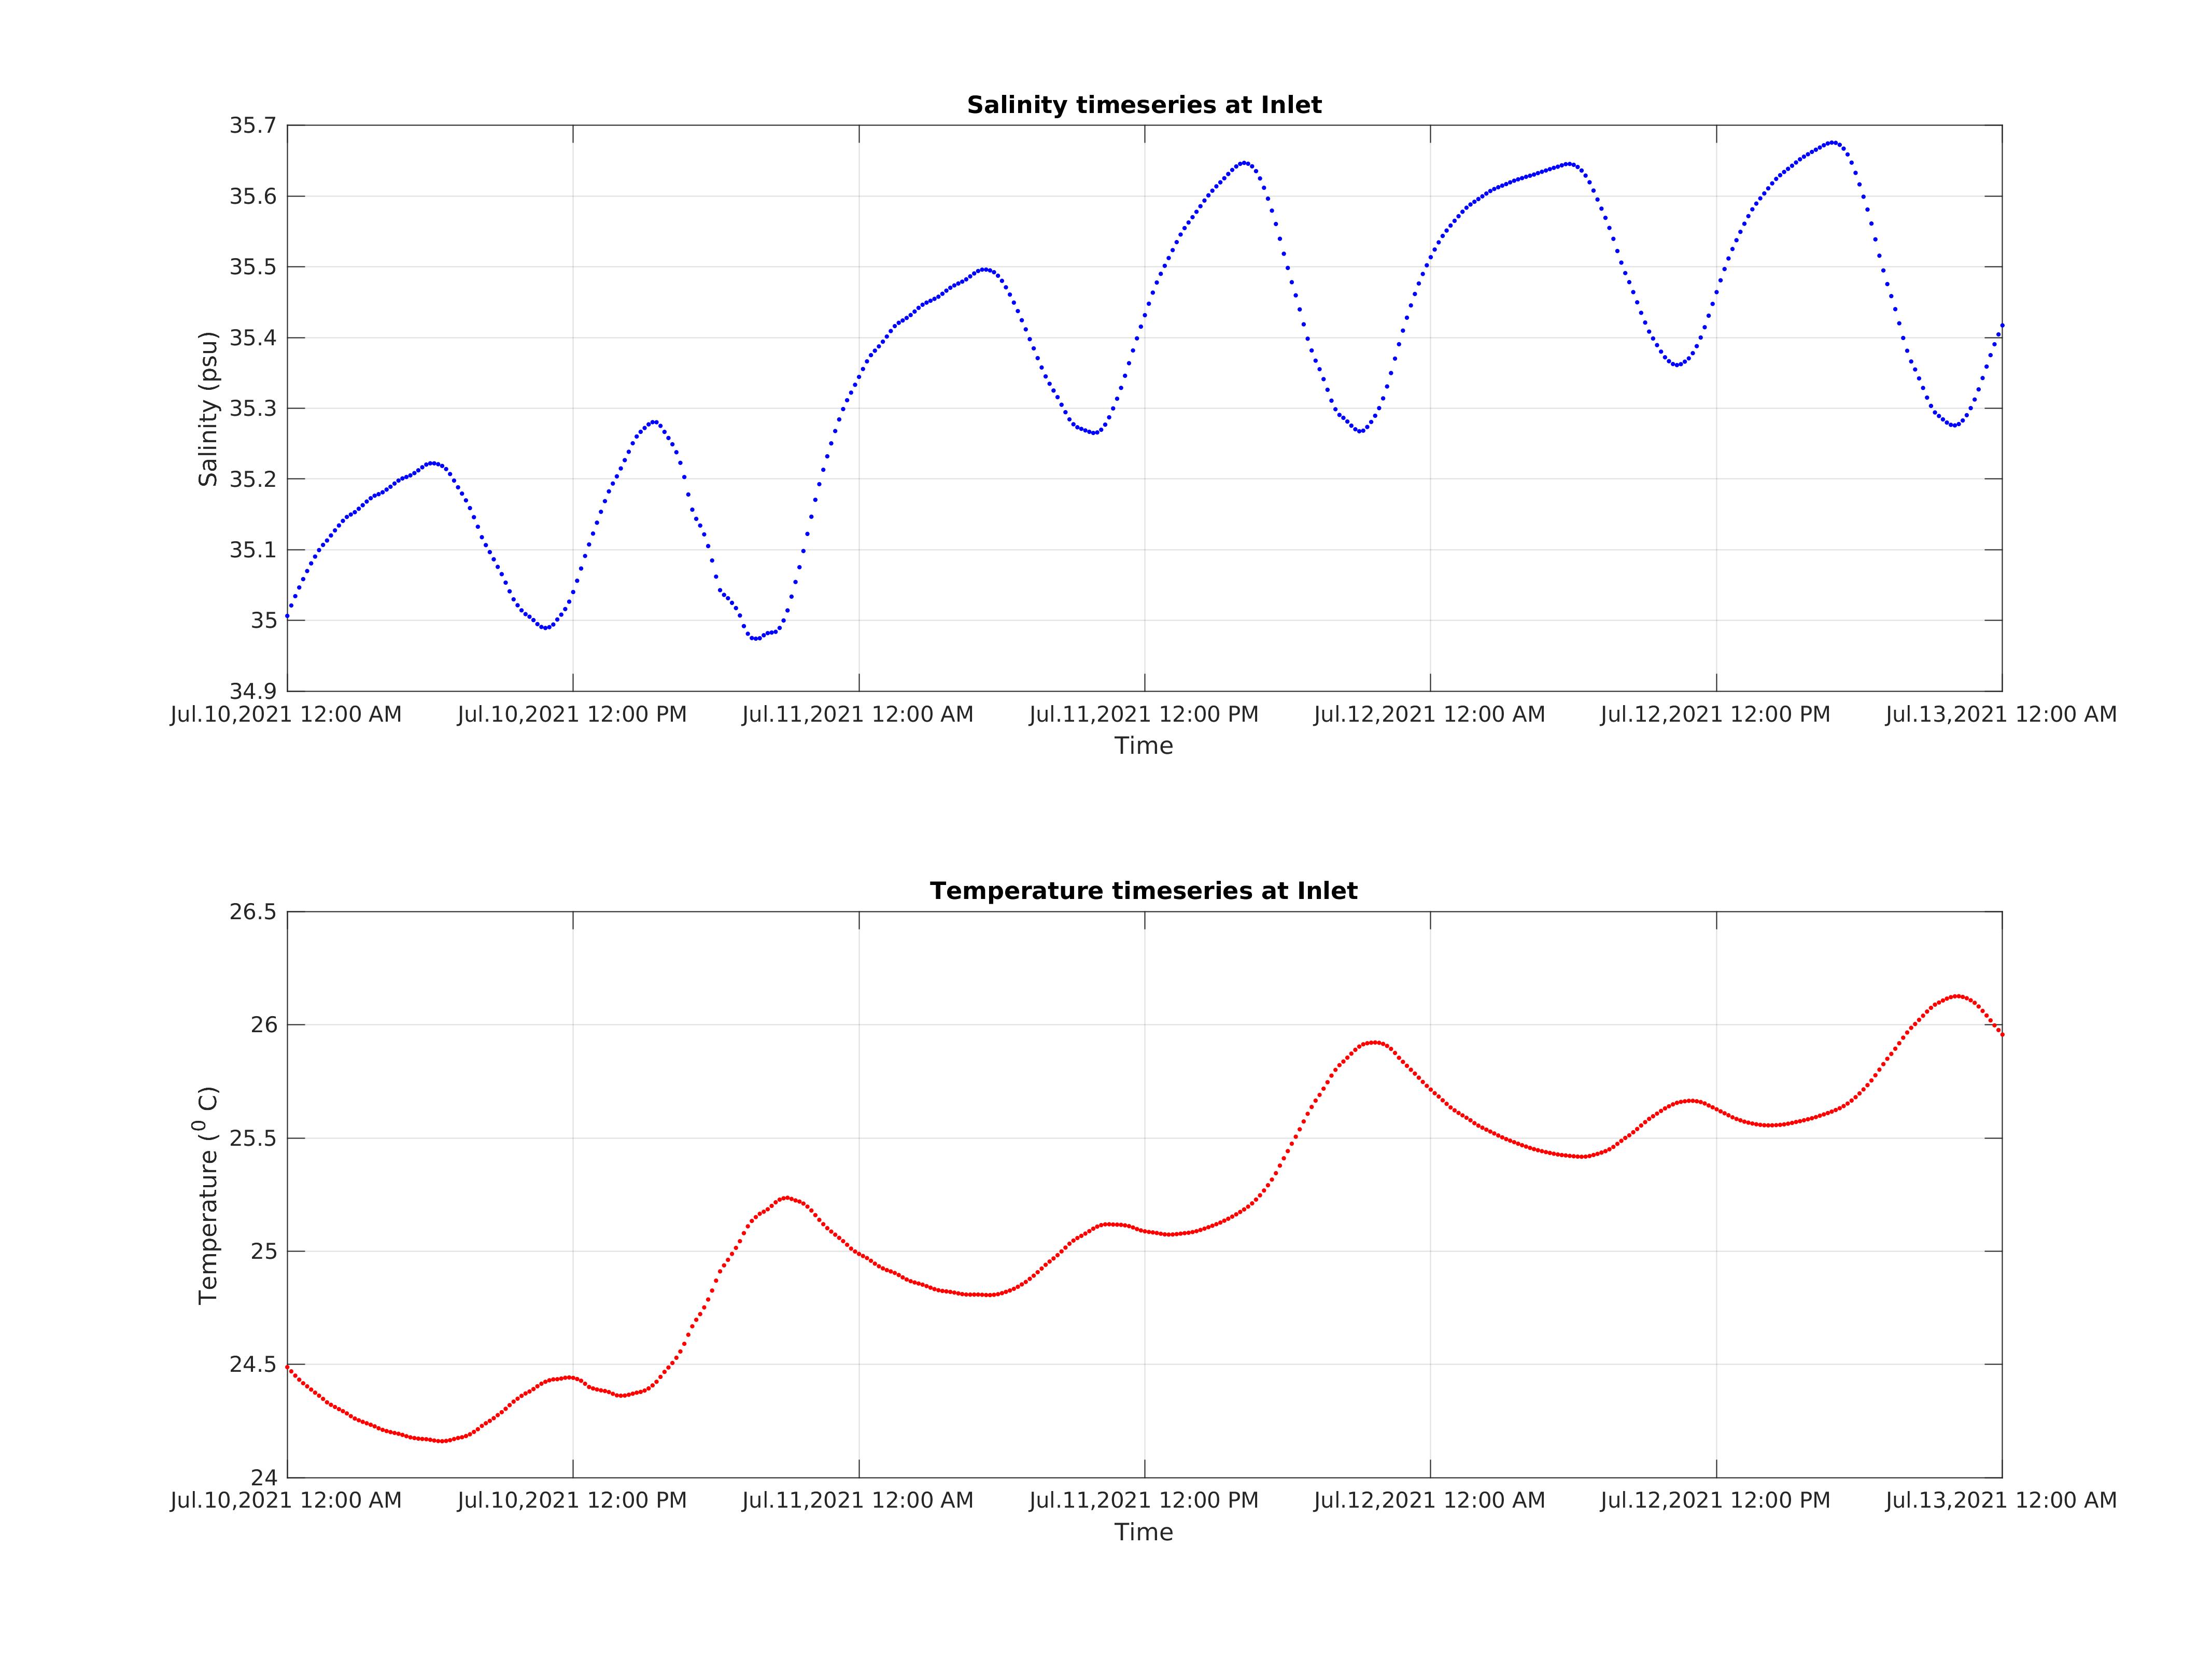 Salinity timeseries at Inlet
35.7
35.6
35.5
35.4
35.3
35.2
35.1
35
34.9
Salinity (psu)
Jul.10,2021 12:00 AM Jul.10,2021 12:00 PM Jul.11,2021 12:00 AM Jul.11,2021 12:00 PM Jul.12,2021 12:00 AM Jul.12,2021 12:00 PM Jul.13,2021 12:00 AM
Time
Temperature timeseries at Inlet
26.5
26
25.5
25
24.5
24
Temperature (⁰ C)
Jul.10,2021 12:00 AM Jul.10,2021 12:00 PM Jul.11,2021 12:00 AM Jul.11,2021 12:00 PM Jul.12,2021 12:00 AM Jul.12,2021 12:00 PM Jul.13,2021 12:00 AM
Time